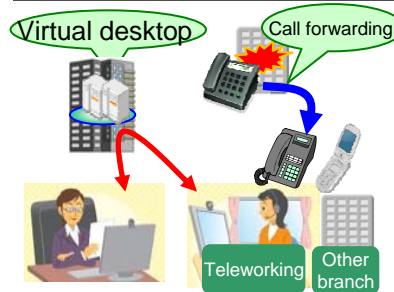 Virtual desktop
Call forwarding
Teleworking
Other
branch